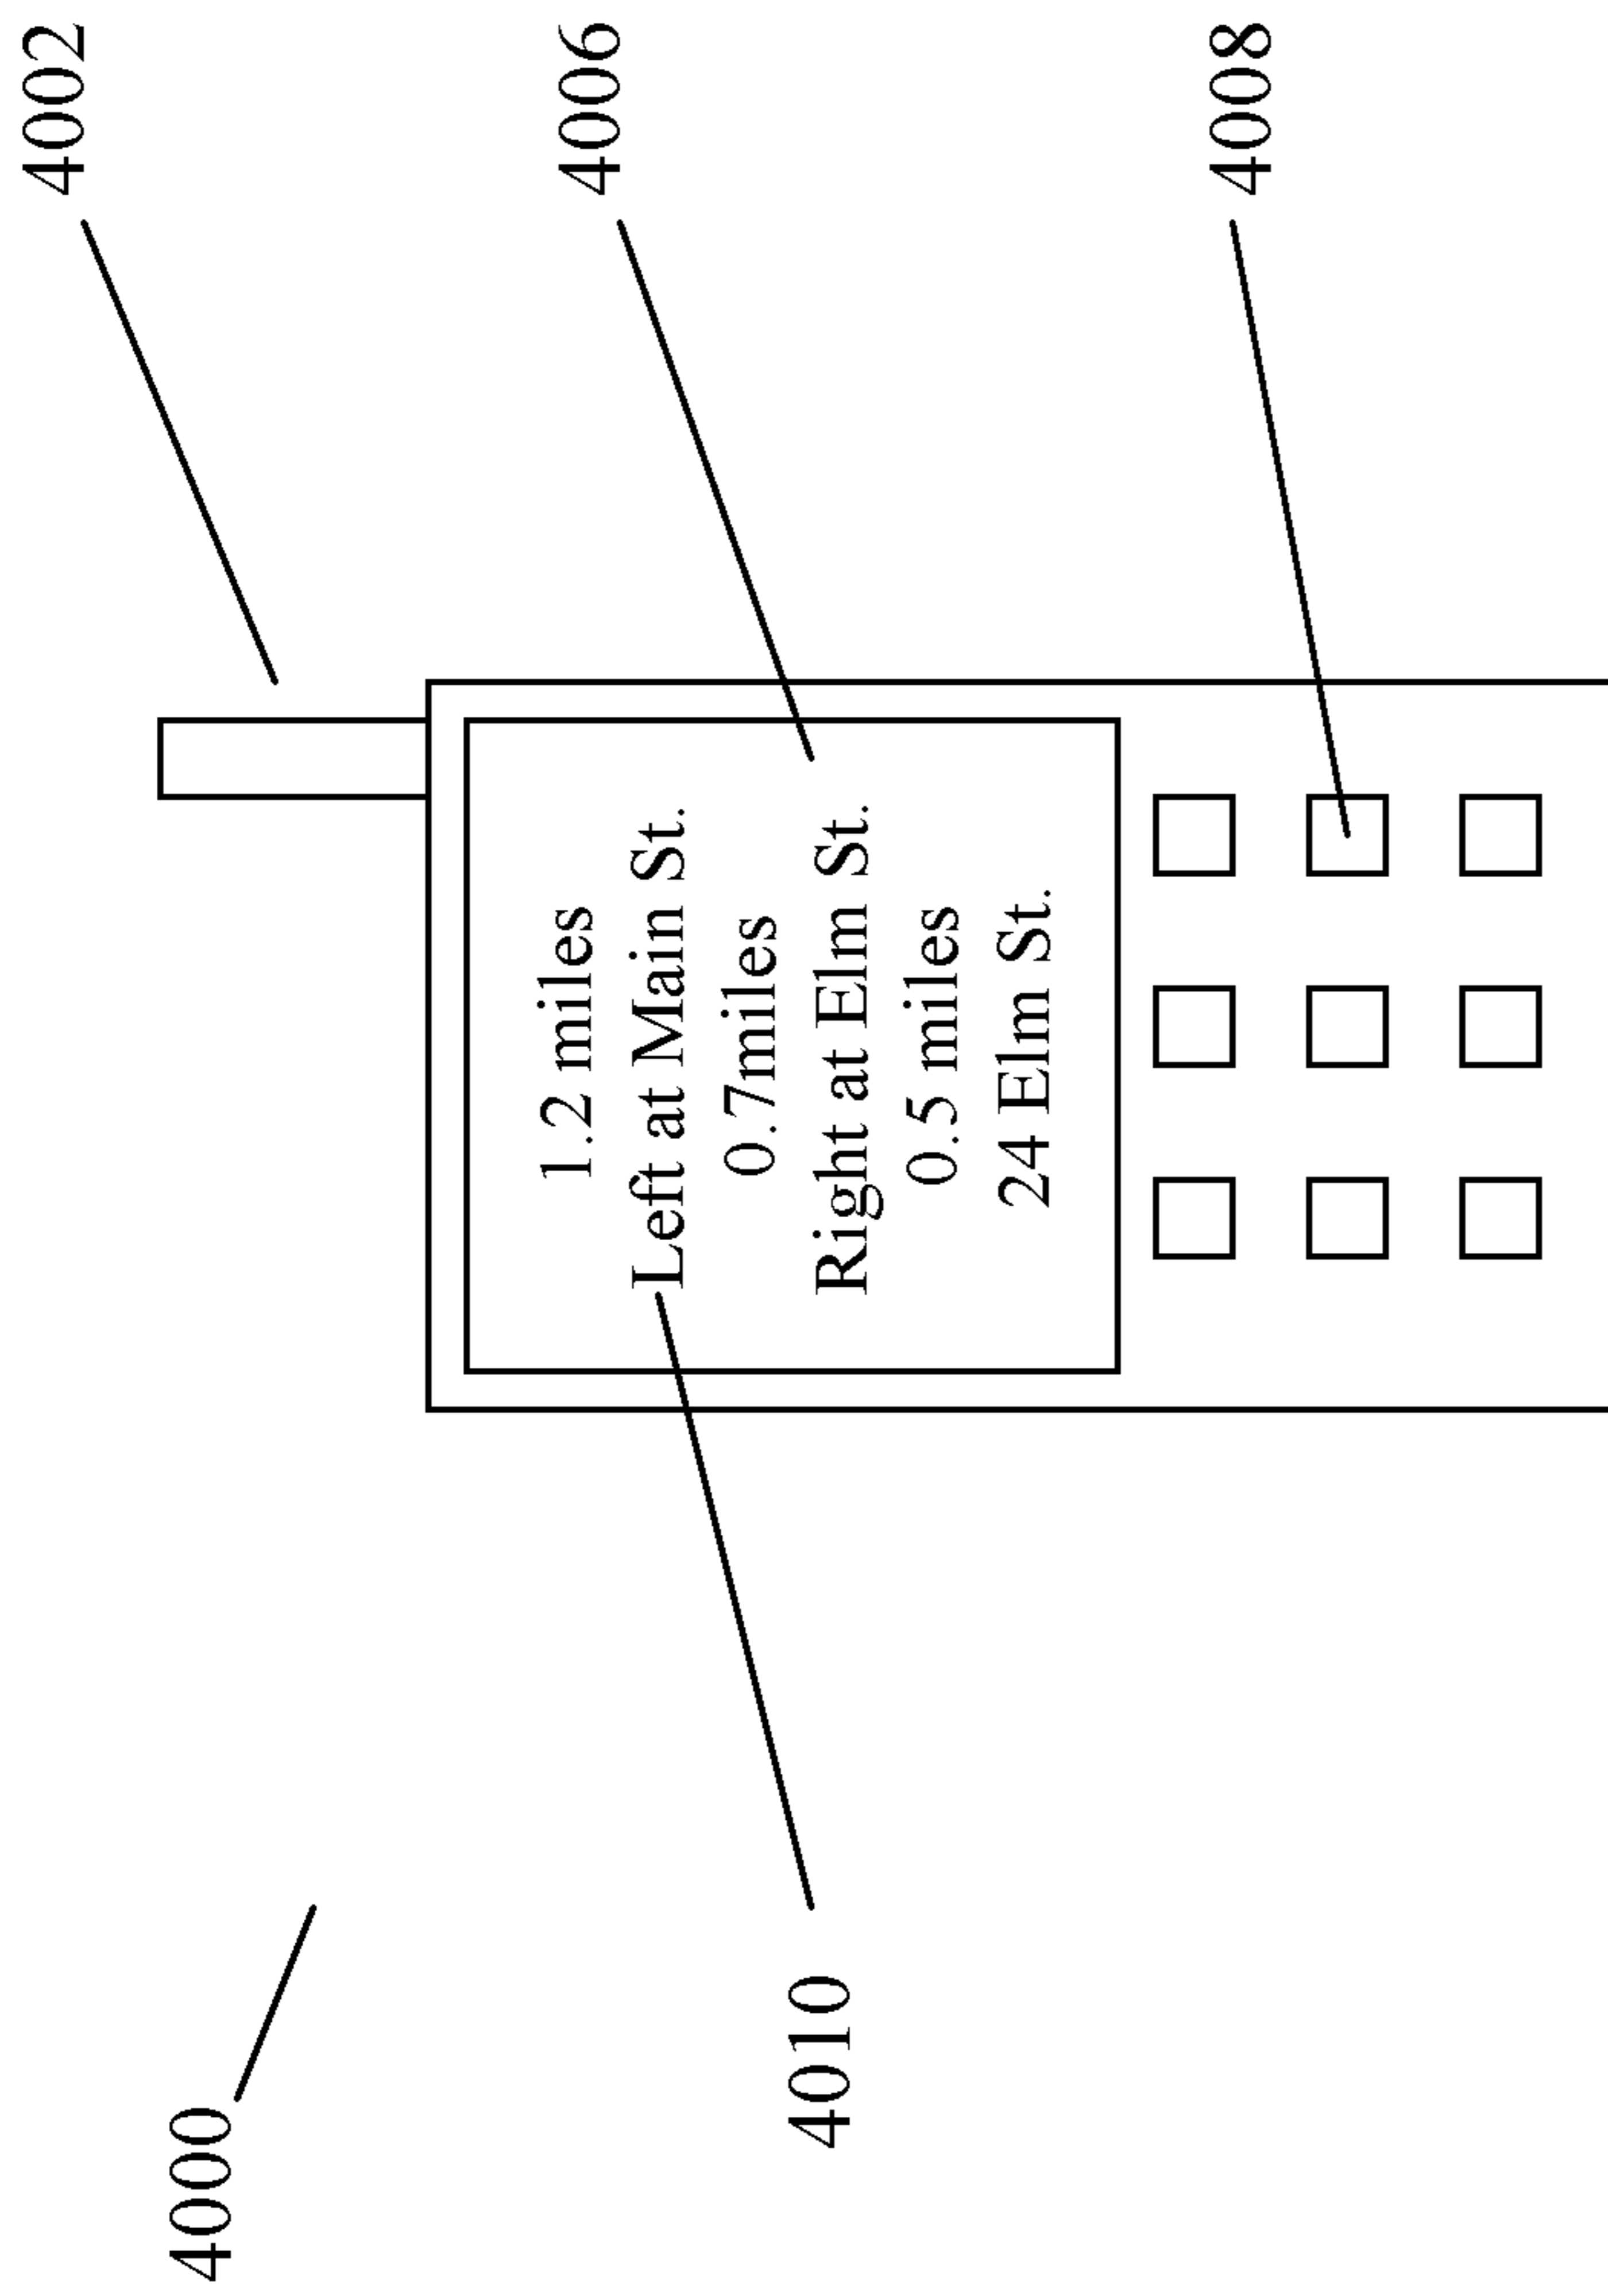 4002
4006
4008
1.2 miles
Left at Main St.
0.7miles
Right at Elm St.
0.5 miles
24 Elm St.
4000
4010